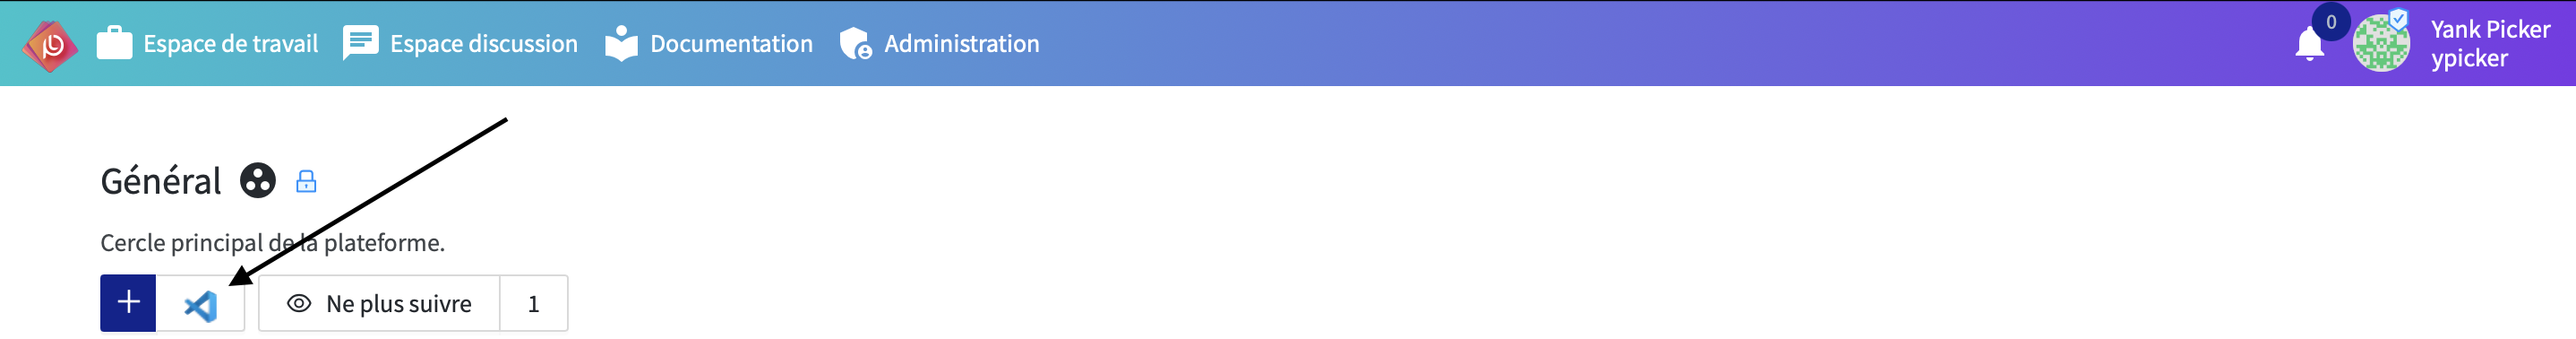 Espace de travail
Espace discussion
Documentation
Administration
0
Yank Picker
ypicker
Général
Cercle principal de la plateforme.
+
Ne plus suivre
1